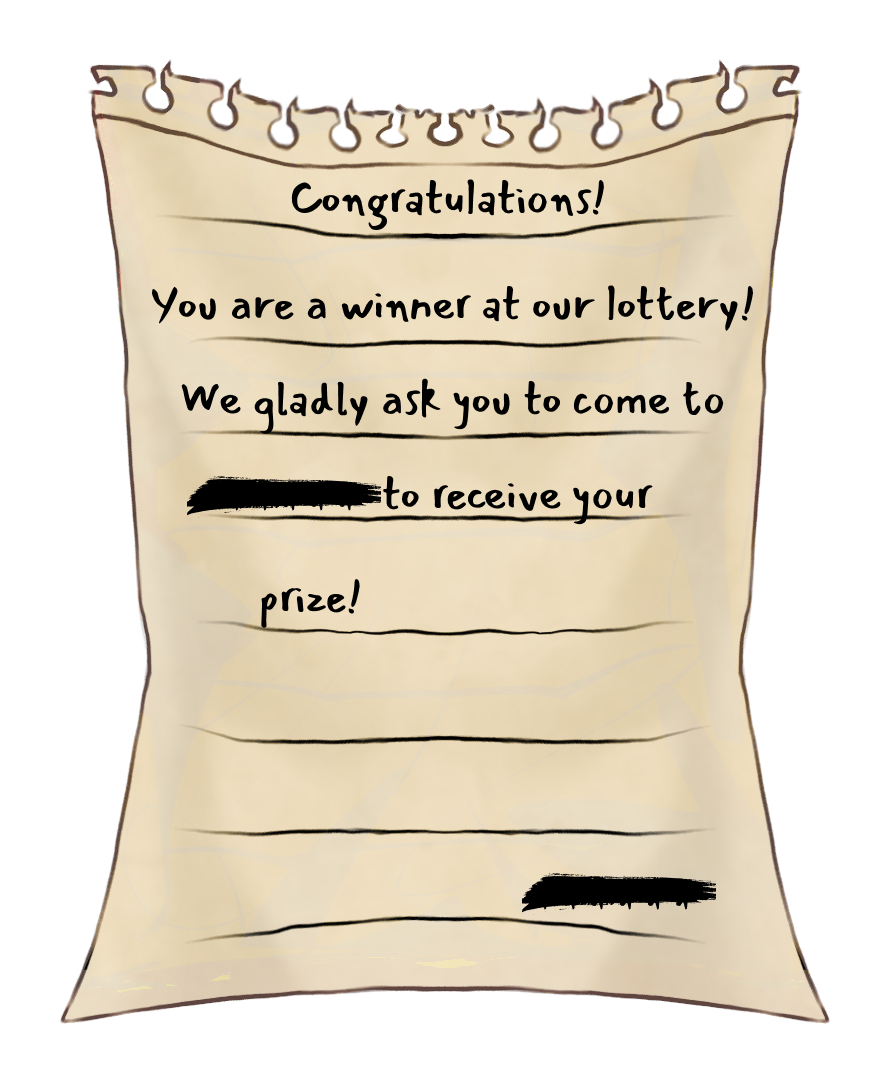 Congratulations!
You are a winner at our lottery!
We gladly ask you to come to
to receive your
prize!